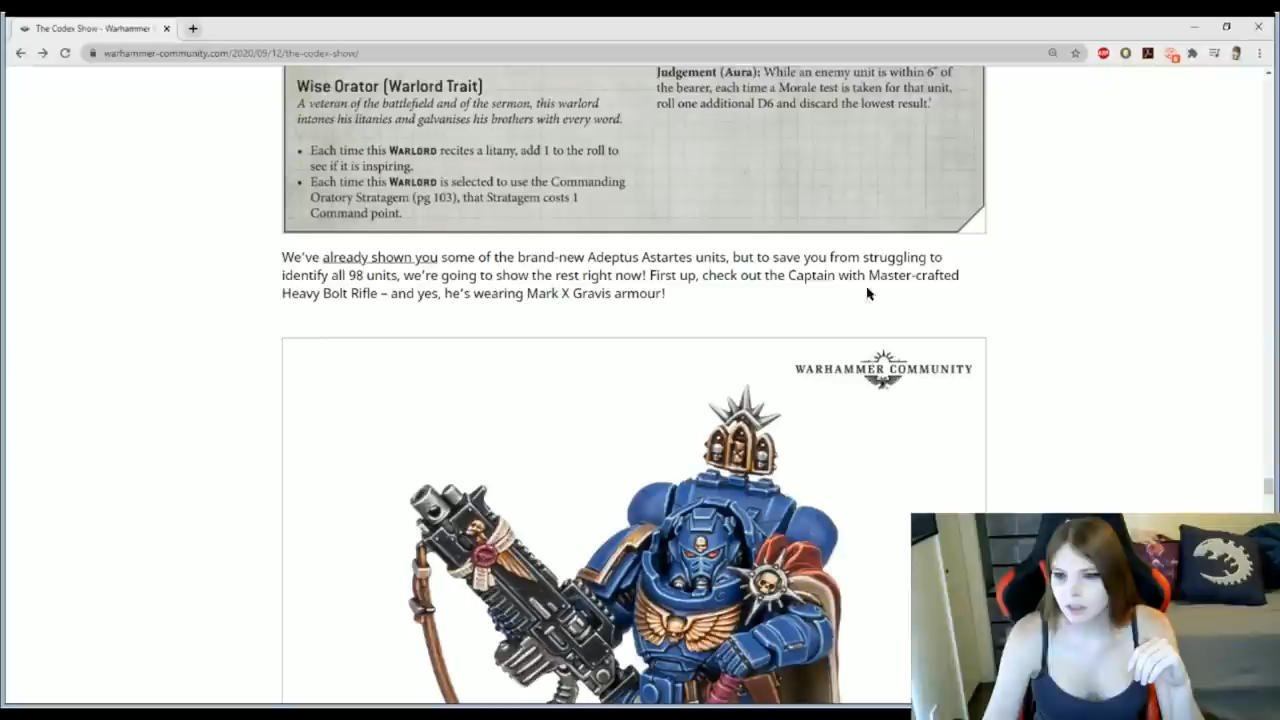 The Codex Show - Warhammer
warhammer-community.com/2020/09/12/the-codex-show/
Wise Orator (Warlord Trait)
A veteran of the battlefield and of the sermon, this warlord
intones his litanies and galvanises his brothers with every word.
• Each time this WARLORD recites a litany, add 1 to the roll to
see if it is inspiring.
• Each time this WARLORD is selected to use the Commanding
Oratory Stratagem (pg 103), that Stratagem costs 1
Command point.
Judgement (Aura): While an enemy unit is within 6" of
the bearer, each time a Morale test is taken for that unit,
roll one additional D6 and discard the lowest result.'
We've already shown you some of the brand-new Adeptus Astartes units, but to save you from struggling to
identify all 98 units, we're going to show the rest right now! First up, check out the Captain with Master-crafted
Heavy Bolt Rifle – and yes, he's wearing Mark X Gravis armour!
WARHAMMER COMMUNITY